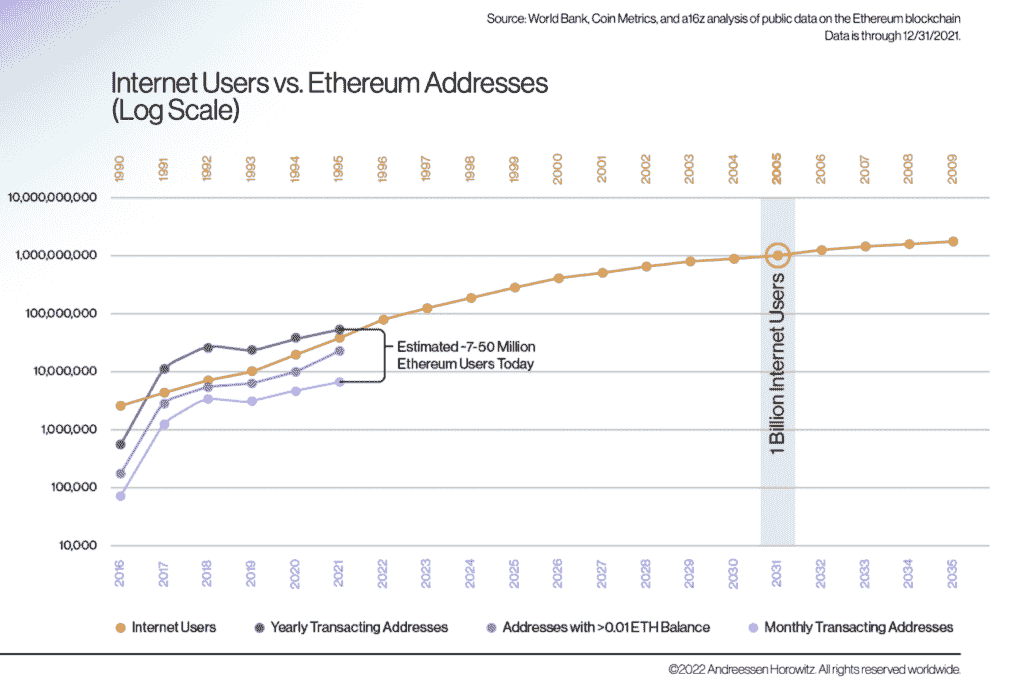 Source: World Bank, Coin Metrics, and a16z analysis of public data on the Ethereum blockchain
Data is through 12/31/2021.
Internet Users vs. Ethereum Addresses
(Log Scale)
1990 1991 1992 1993 1994 1995 1996 1997 1998 1999 2000 2001 2002 2003 2004 2005 2006 2007 2008 2009
10,000,000,000
1,000,000,000
100,000,000
10,000,000
1,000,000
100,000
10,000
Estimated ~7-50 Million
Ethereum Users Today
1 Billion Internet Users
2016 2017 2018 2019 2020 2021 2022 2023 2024 2025 2026 2027 2028 2029 2030 2031 2032 2033 2034 2035
Internet Users Yearly Transacting Addresses Addresses with >0.01 ETH Balance Monthly Transacting Addresses
©2022 Andreessen Horowitz. All rights reserved worldwide.